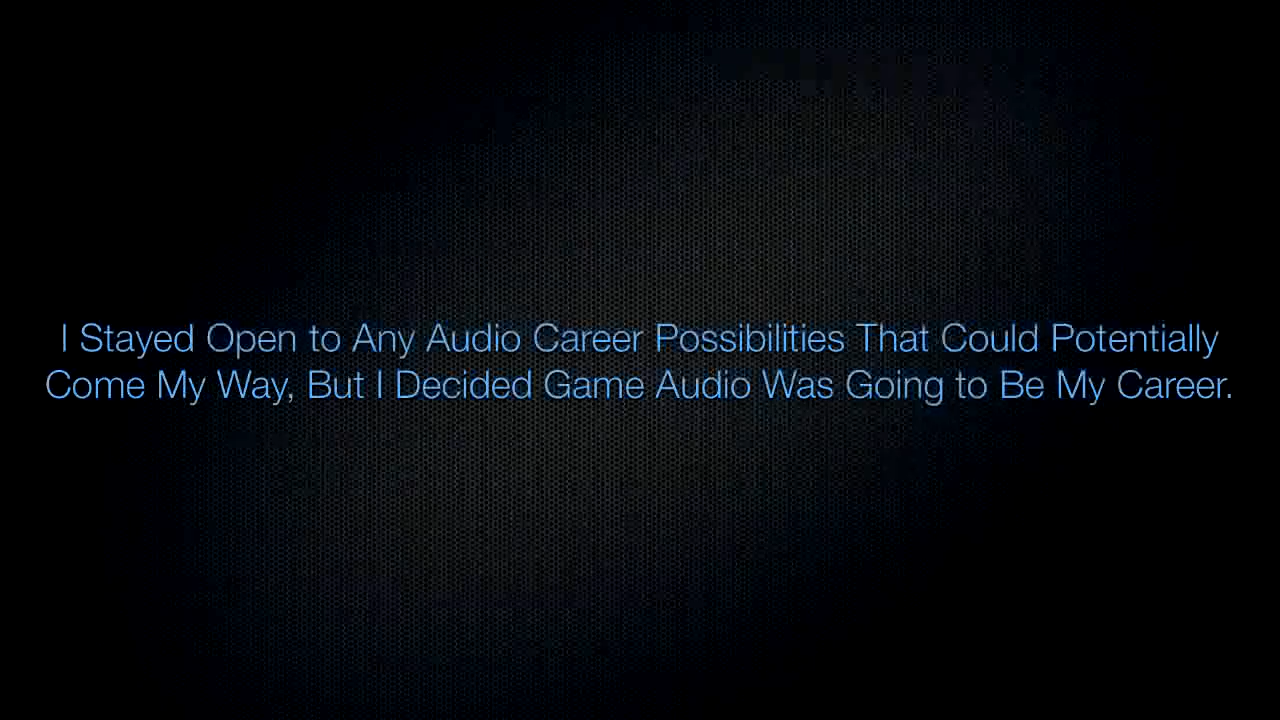 I Stayed Open to Any Audio Career Possibilities That Could Potentially
Come My Way, But I Decided Game Audio Was Going to Be My Career.